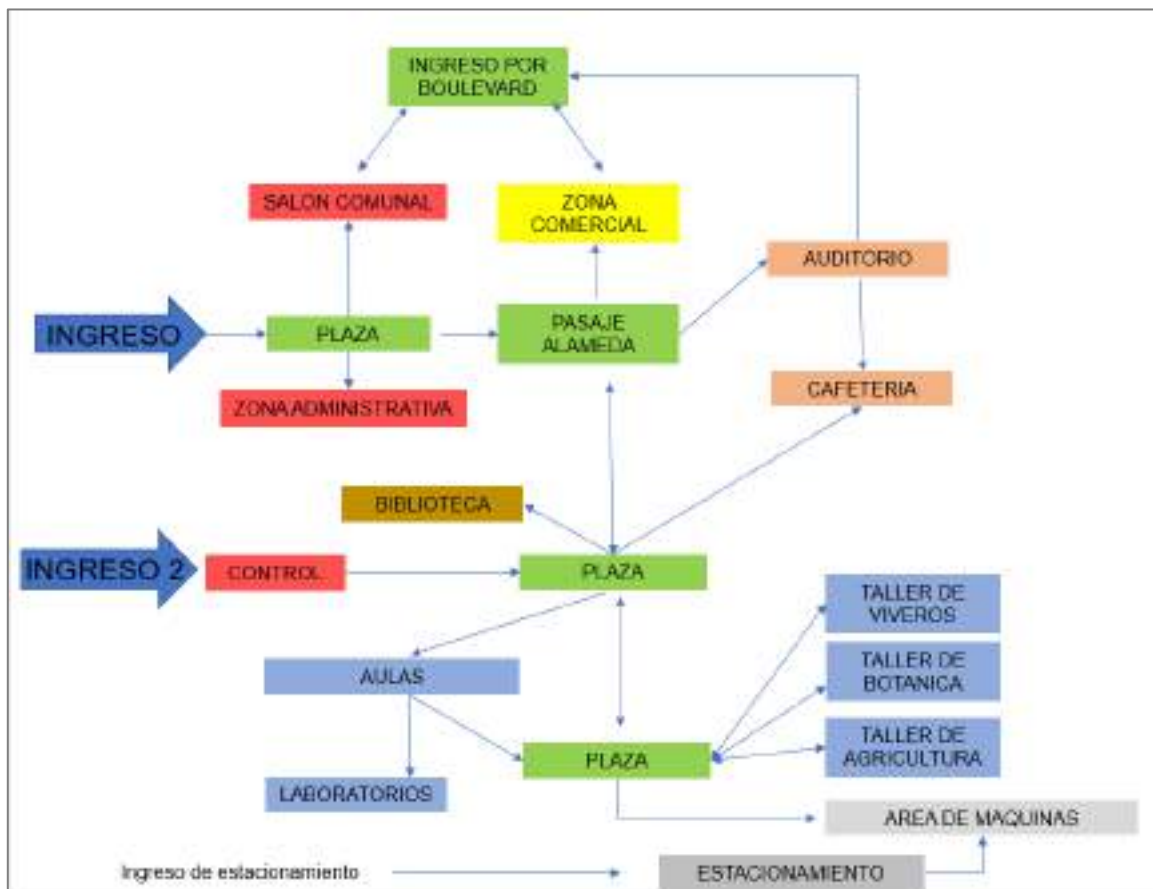 INGRESO POR
BOULEVARD
SALON COMUNAL
ZONA
COMERCIAL
AUDITORIO
INGRESO
PLAZA
PASAJE
ALAMEDA
CAFETERIA
ZONA ADMINISTRATIVA
BIBLIOTECA
INGRESO 2
CONTROL
PLAZA
TALLER DE
VIVEROS
AULAS
TALLER DE
BOTANICA
PLAZA
TALLER DE
AGRICULTURA
LABORATORIOS
AREA DE MAQUINAS
Ingreso de estacionamiento
ESTACIONAMIENTO